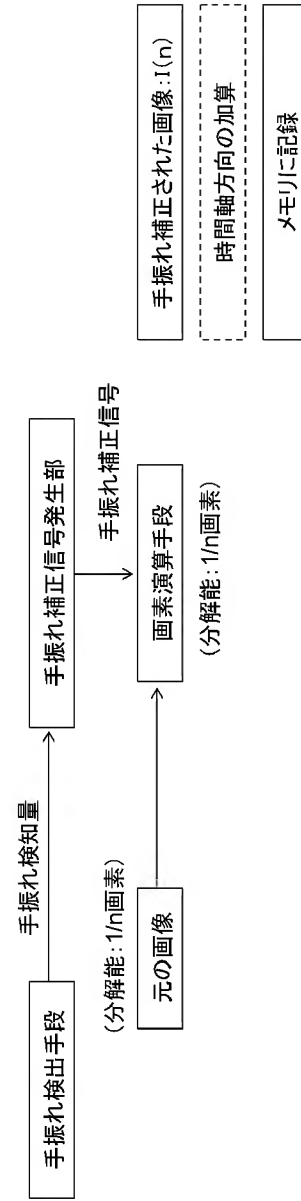 手振れ検出手段
手振れ検知量
(分解能:1/n画素)
手振れ補正信号発生部
手振れ補正信号
元の画像
画素演算手段
(分解能:1/n画素)
手振れ補正された画像:I(n)
時間軸方向の加算
メモリに記録